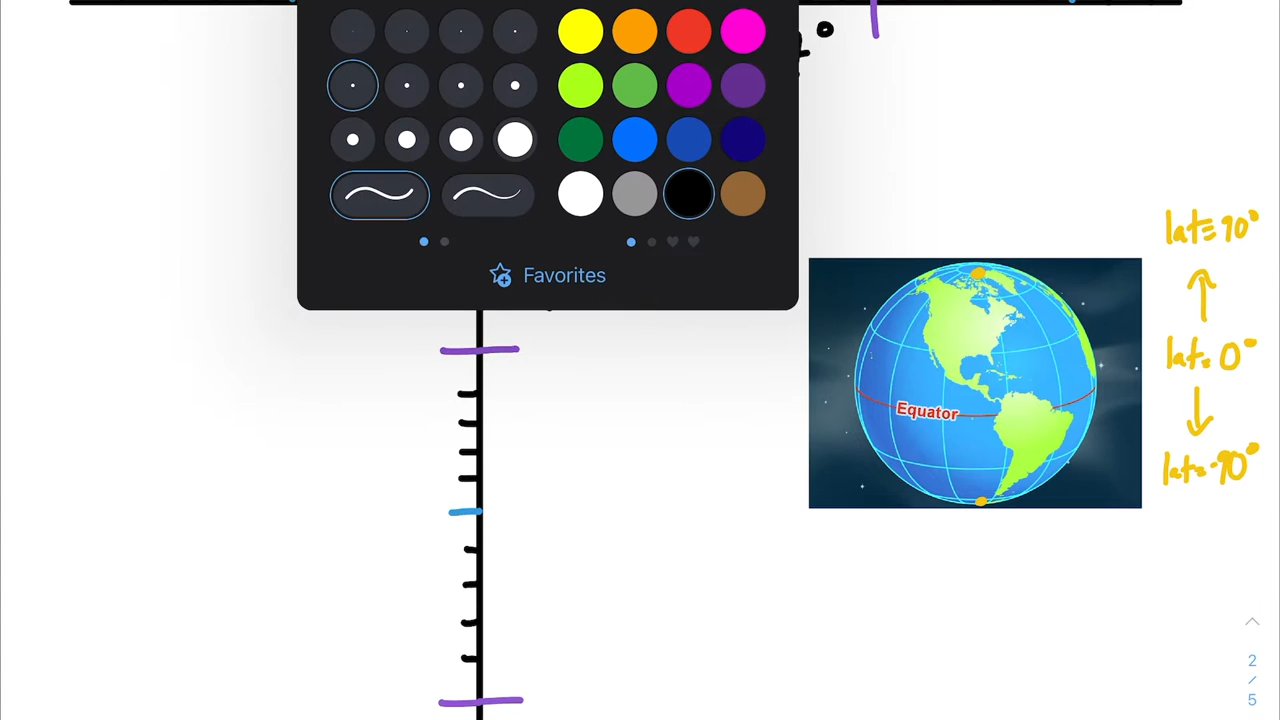 Favorites
lat= 90°
lat= 0°
Equator
lat= -90°
2
/
5